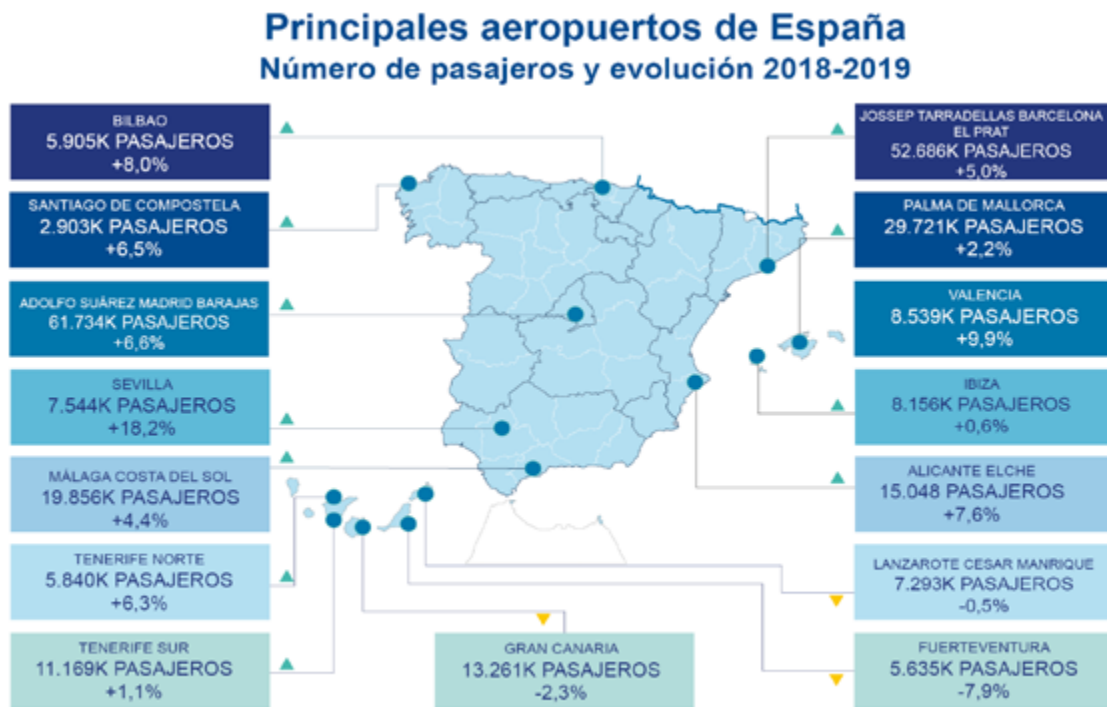 Principales aeropuertos de España
Número de pasajeros y evolución 2018-2019
BILBAO
5.905K PASAJEROS
+8,0%
SANTIAGO DE COMPOSTELA
2.903K PASAJEROS
+6,5%
ADOLFO SUÁREZ MADRID BARAJAS
61.734K PASAJEROS
+6,6%
SEVILLA
7.544K PASAJEROS
+18,2%
MÁLAGA COSTA DEL SOL
19.856K PASAJEROS
+4,4%
TENERIFE NORTE
5.840K PASAJEROS
+6,3%
TENERIFE SUR
11.169K PASAJEROS
+1,1%
GRAN CANARIA
13.261K PASAJEROS
-2,3%
JOSSEP TARRADELLAS BARCELONA
EL PRAT
52.686K PASAJEROS
+5,0%
PALMA DE MALLORCA
29.721K PASAJEROS
+2,2%
VALENCIA
8.539K PASAJEROS
+9,9%
IBIZA
8.156K PASAJEROS
+0,6%
ALICANTE ELCHE
15.048 PASAJEROS
+7,6%
LANZAROTE CESAR MANRIQUE
7.293K PASAJEROS
-0,5%
FUERTEVENTURA
5.635K PASAJEROS
-7,9%